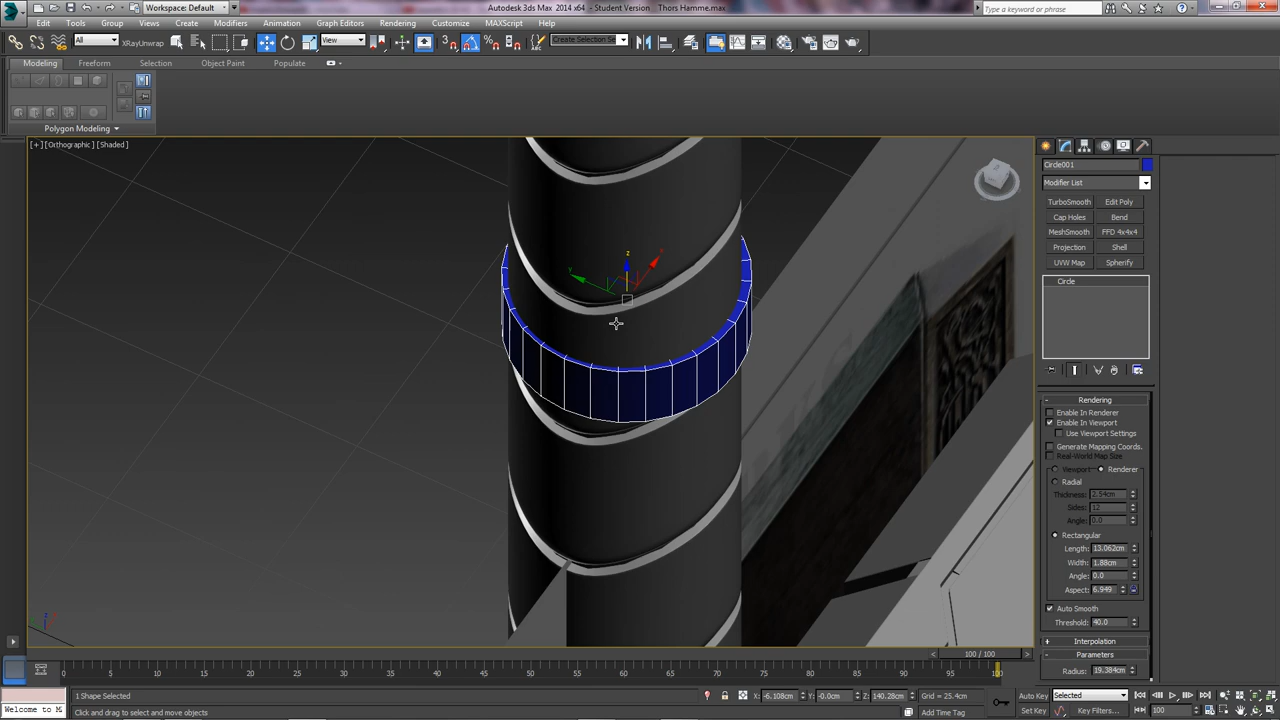 Workspace: Default
Autodesk 3ds Max 2014 x64 - Student Version   Thors Hamme.max
Type a keyword or phrase
Edit Tools Group Views Create Modifiers Animation Graph Editors Rendering Customize MAXScript Help
All XRayUnwrap View Create Selection Se
Modeling Freeform Selection Object Paint Populate
Polygon Modeling
[+][Orthographic][Shaded]
Circle001
Modifier List
TurboSmooth Edit Poly
Cap Holes Bend
MeshSmooth FFD 4x4x4
Projection Shell
UVW Map Spherify
Circle
- Rendering
Enable In Renderer
Enable In Viewport
Use Viewport Settings
Generate Mapping Coords.
Real-World Map Size
Viewport Renderer
Radial
Thickness: 2.54cm
Sides: 12
Angle: 0.0
Rectangular
Length: 13.062cm
Width: 1.88cm
Angle: 0.0
Aspect: 6.949
Auto Smooth
Threshold: 40.0
+ Interpolation
- Parameters
Radius: 19.384cm
z
y
x
< 100 / 100 >
0 5 10 15 20 25 30 35 40 45 50 55 60 65 70 75 80 85 90 95 100
1 Shape Selected X: -6.108cm Y: -0.0cm Z: 140.28cm Grid = 25.4cm Auto Key Selected
Welcome to M Click and drag to select and move objects Add Time Tag Set Key Key Filters... 100